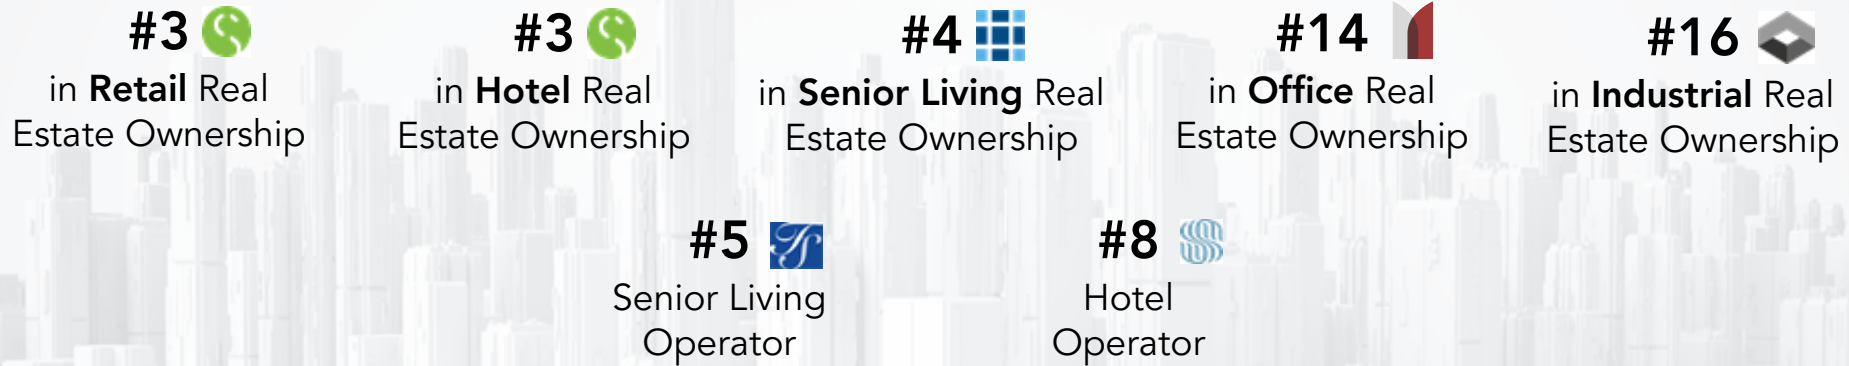 #3
in Retail Real
Estate Ownership
#3
in Hotel Real
Estate Ownership
#4
in Senior Living Real
Estate Ownership
#14
in Office Real
Estate Ownership
#16
in Industrial Real
Estate Ownership
#5
Senior Living
Operator
#8
Hotel
Operator